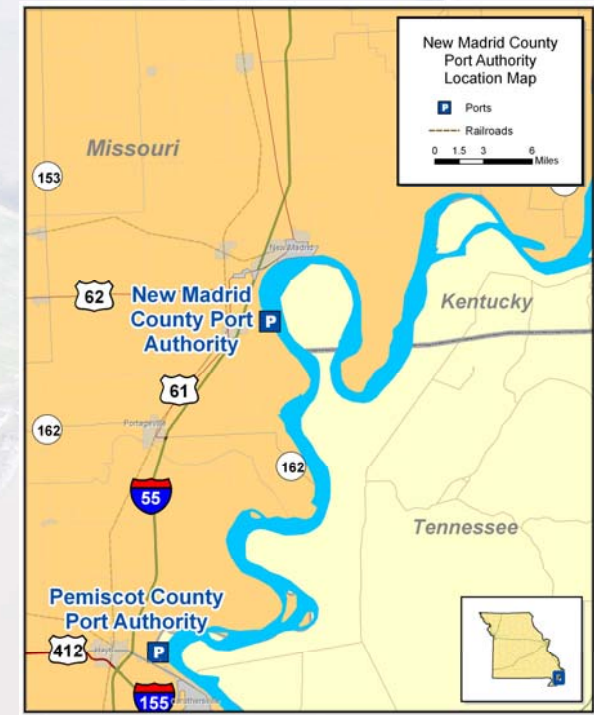 New Madrid County
Port Authority
Location Map
P Ports
Railroads
0 1.5 3 6
Miles
Missouri
153
New Madrid
62
New Madrid
County Port
Authority
P
Kentucky
61
Portageville
162
162
55
Tennessee
Pemiscot County
Port Authority
412
Hayti
P
155
Caruthersville